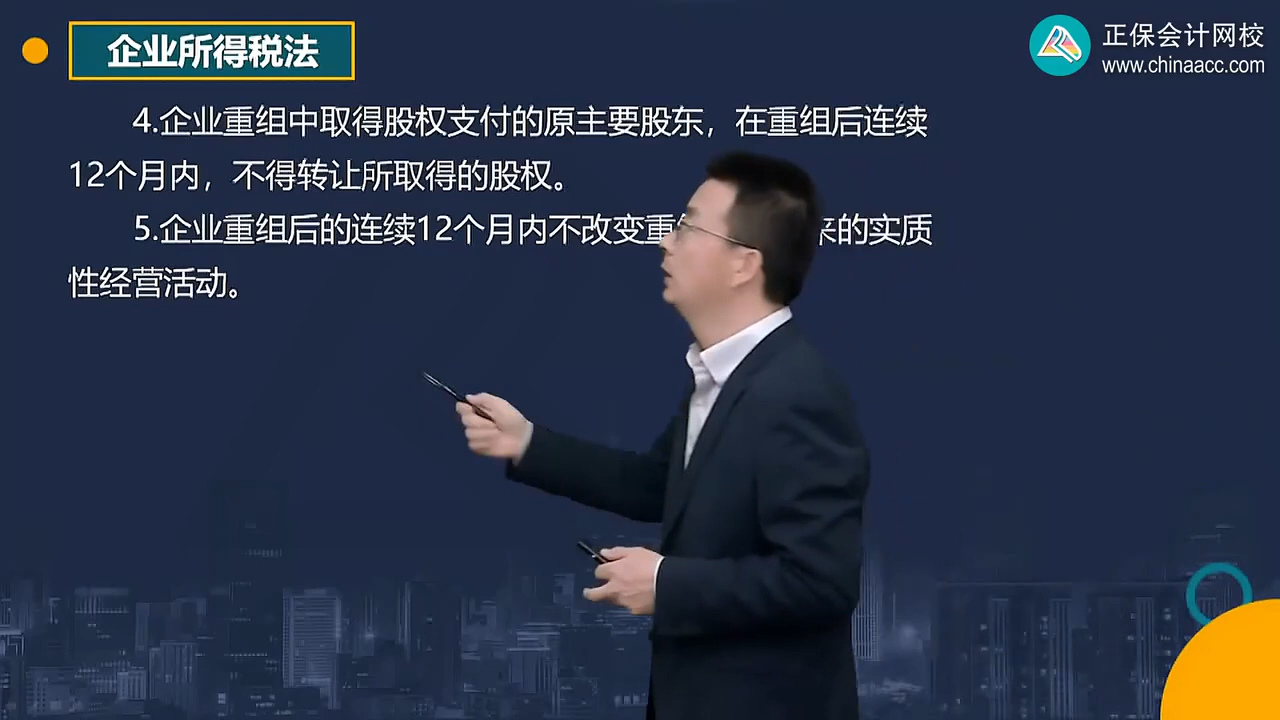 企业所得税法
正保会计网校
www.chinaacc.com
4.企业重组中取得股权支付的原主要股东，在重组后连续
12个月内，不得转让所取得的股权。
5.企业重组后的连续12个月内不改变重 来的实质
性经营活动。